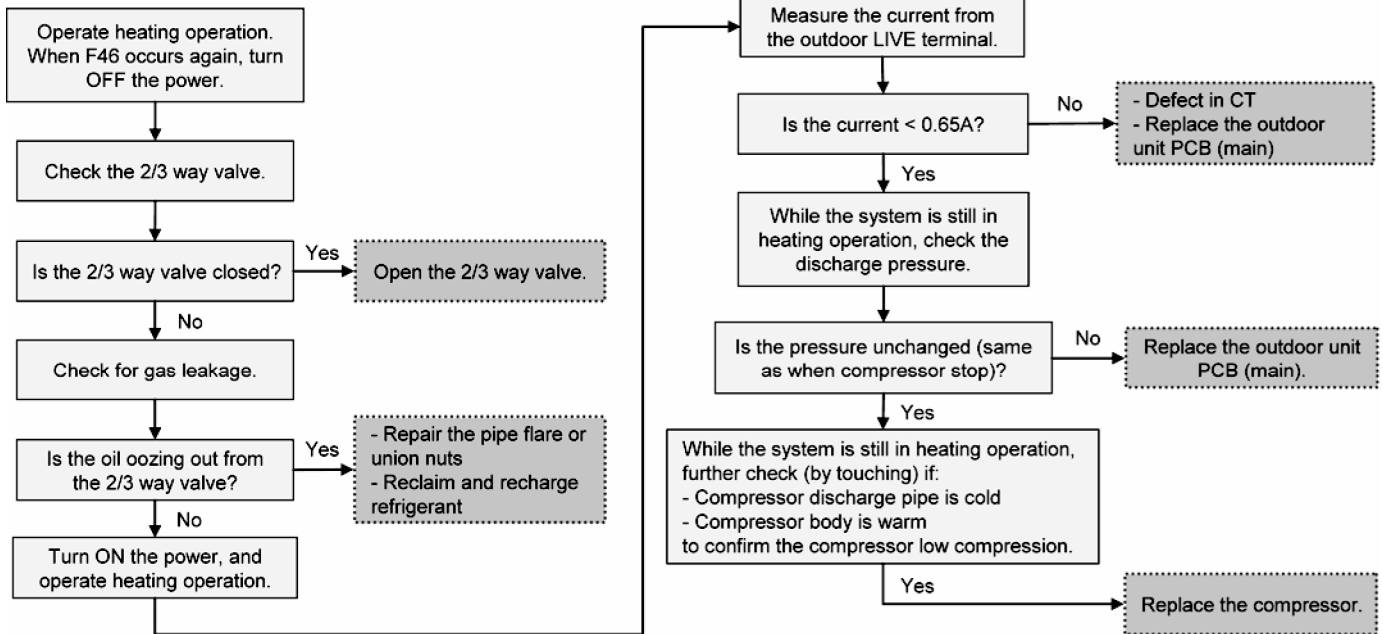 Operate heating operation.
When F46 occurs again, turn
OFF the power.
Check the 2/3 way valve.
Is the 2/3 way valve closed?
Yes
Open the 2/3 way valve.
No
Check for gas leakage.
Is the oil oozing out from
the 2/3 way valve?
Yes
- Repair the pipe flare or
union nuts
- Reclaim and recharge
refrigerant
No
Turn ON the power, and
operate heating operation.
Measure the current from
the outdoor LIVE terminal.
Is the current < 0.65A?
No
- Defect in CT
- Replace the outdoor
unit PCB (main)
Yes
While the system is still in
heating operation, check the
discharge pressure.
Is the pressure unchanged (same
as when compressor stop)?
No
Replace the outdoor unit
PCB (main).
Yes
While the system is still in heating operation,
further check (by touching) if:
- Compressor discharge pipe is cold
- Compressor body is warm
to confirm the compressor low compression.
Yes
Replace the compressor.